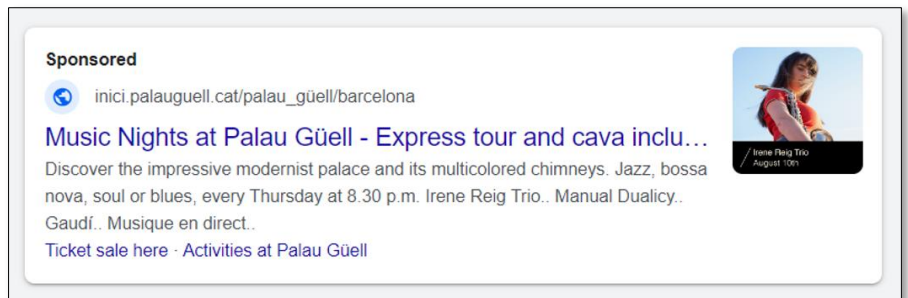 Sponsored
inici.palauguell.cat/palau_güell/barcelona
Music Nights at Palau Güell - Express tour and cava inclu...
Discover the impressive modernist palace and its multicolored chimneys. Jazz, bossa
nova, soul or blues, every Thursday at 8.30 p.m. Irene Reig Trio.. Manual Dualicy..
Gaudí.. Musique en direct..
Ticket sale here · Activities at Palau Güell
Irene Reig Trio
August 10th